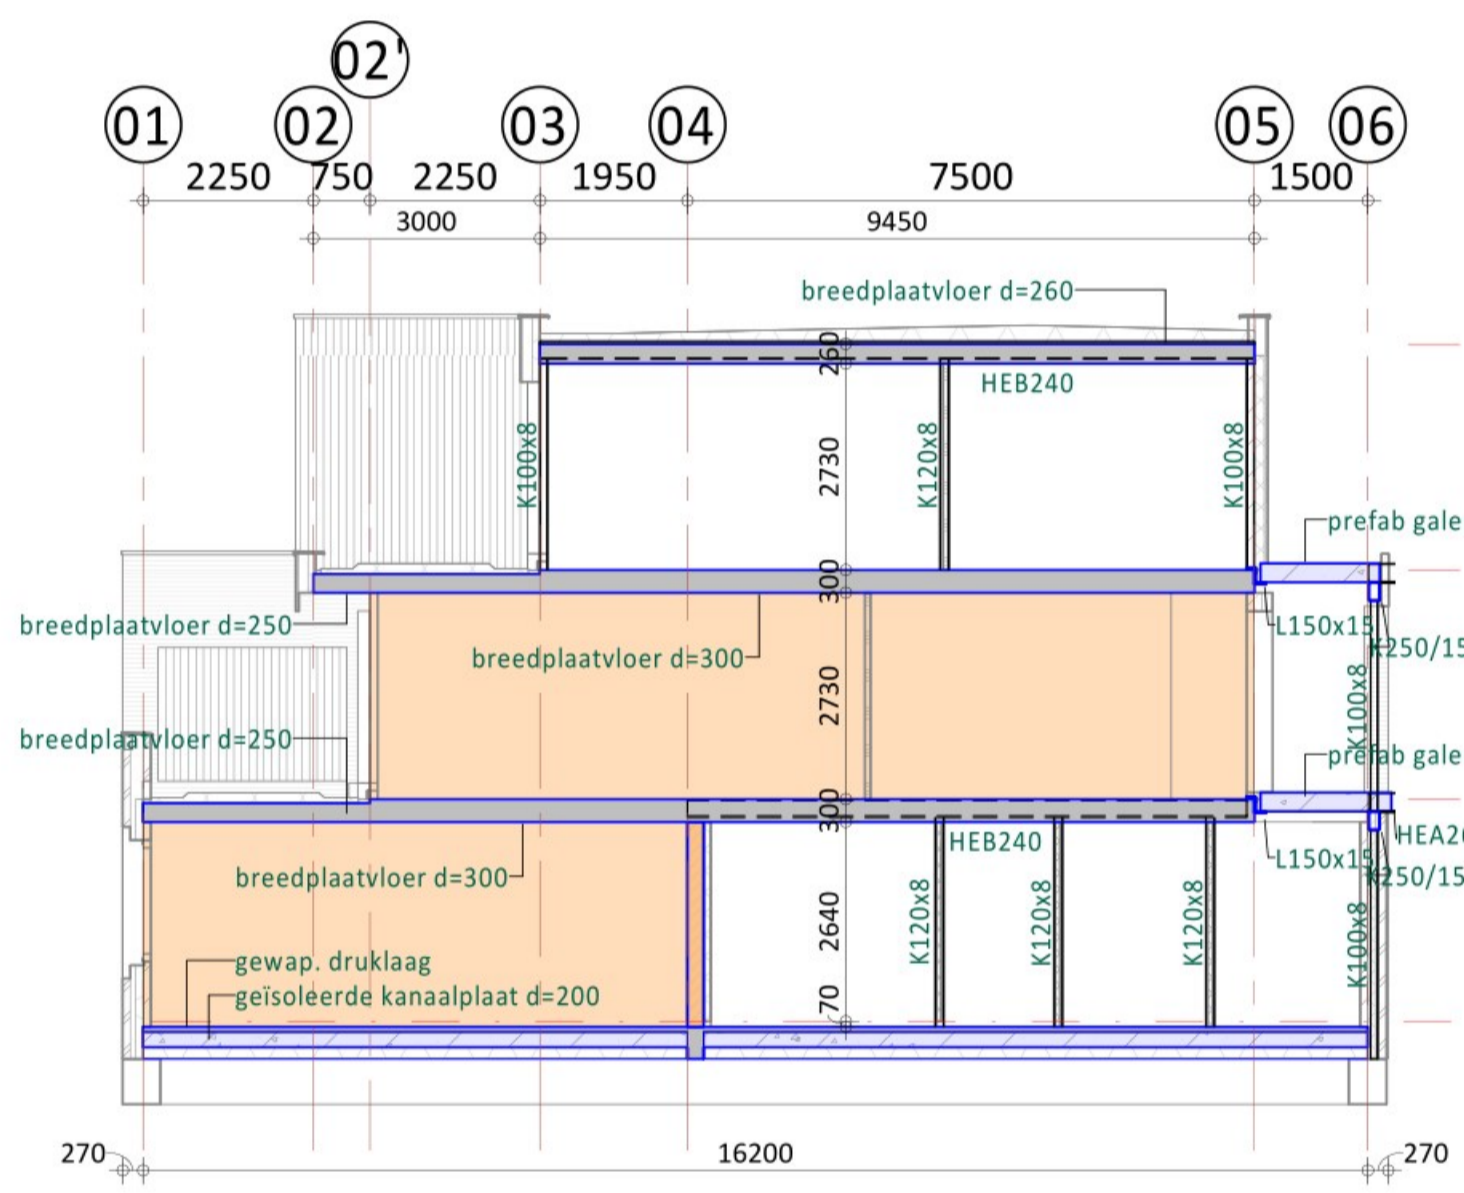 02'
01 02 03 04 05 06
2250 750 2250 1950 7500 1500
3000 9450
breedplaatvloer d=260
260
HEB240
K100x8 2730 K120x8 K100x8
prefab gale
300
breedplaatvloer d=250
L150x15
K250/15
breedplaatvloer d=300
2730
K100x8
breedplaatvloer d=250
prefab gale
300
HEB240
L150x15
K250/15
breedplaatvloer d=300
2640
K120x8 K120x8 K120x8 K100x8
gewap. druklaag
geïsoleerde kanaalplaat d=200
70
270 16200 270